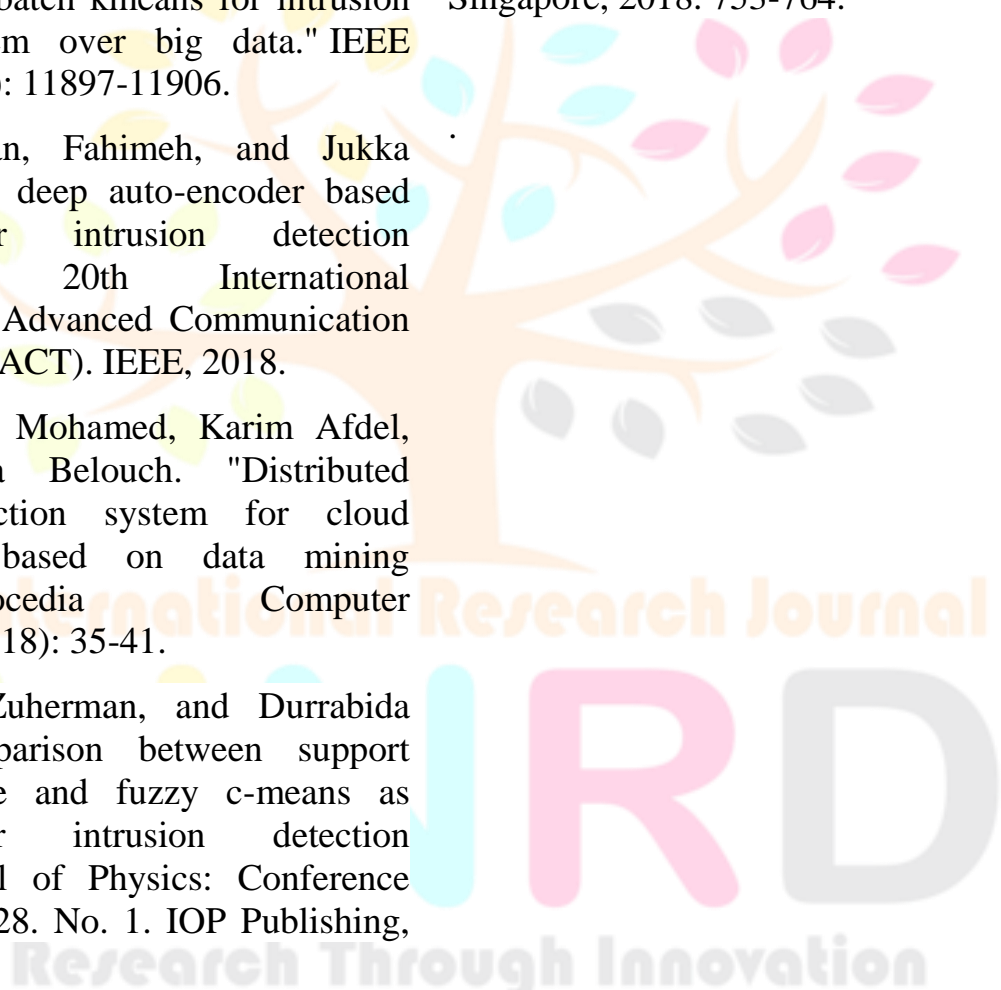 batch kmeans for intrusion
em over big data." IEEE
): 11897-11906.
an, Fahimeh, and Jukka
deep auto-encoder based
r intrusion detection
20th International
Advanced Communication
ACT). IEEE, 2018.
Mohamed, Karim Afdel,
a Belouch. "Distributed
ction system for cloud
based on data mining
ocedia Computer
18): 35-41.
Zuherman, and Durrabida
parison between support
e and fuzzy c-means as
r intrusion detection
l of Physics: Conference
28. No. 1. IOP Publishing,
Singapore, 2018. 753-764.
.
International Research Journal
IRD
Research Through Innovation